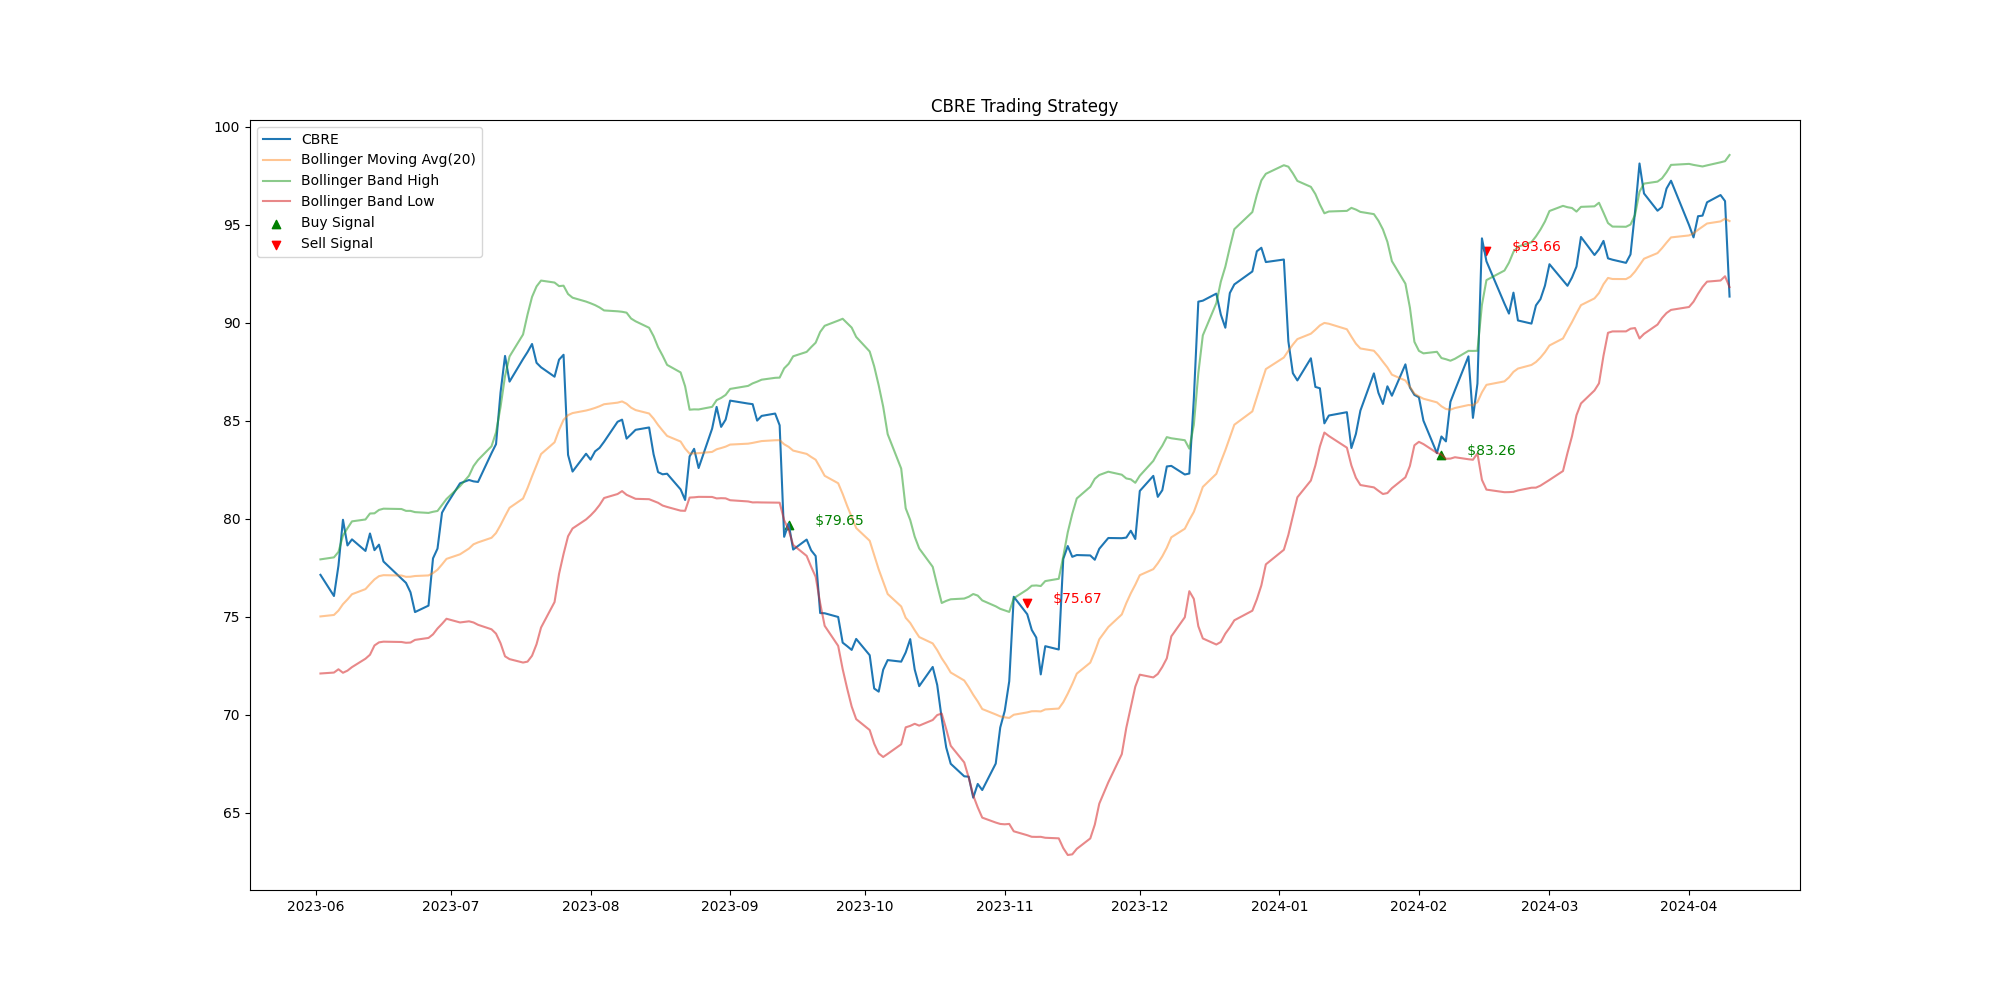 CBRE Trading Strategy
100
95
90
85
80
75
70
65
CBRE
Bollinger Moving Avg(20)
Bollinger Band High
Bollinger Band Low
Buy Signal
Sell Signal
$93.66
$83.26
$79.65
$75.67
2023-06 2023-07 2023-08 2023-09 2023-10 2023-11 2023-12 2024-01 2024-02 2024-03 2024-04